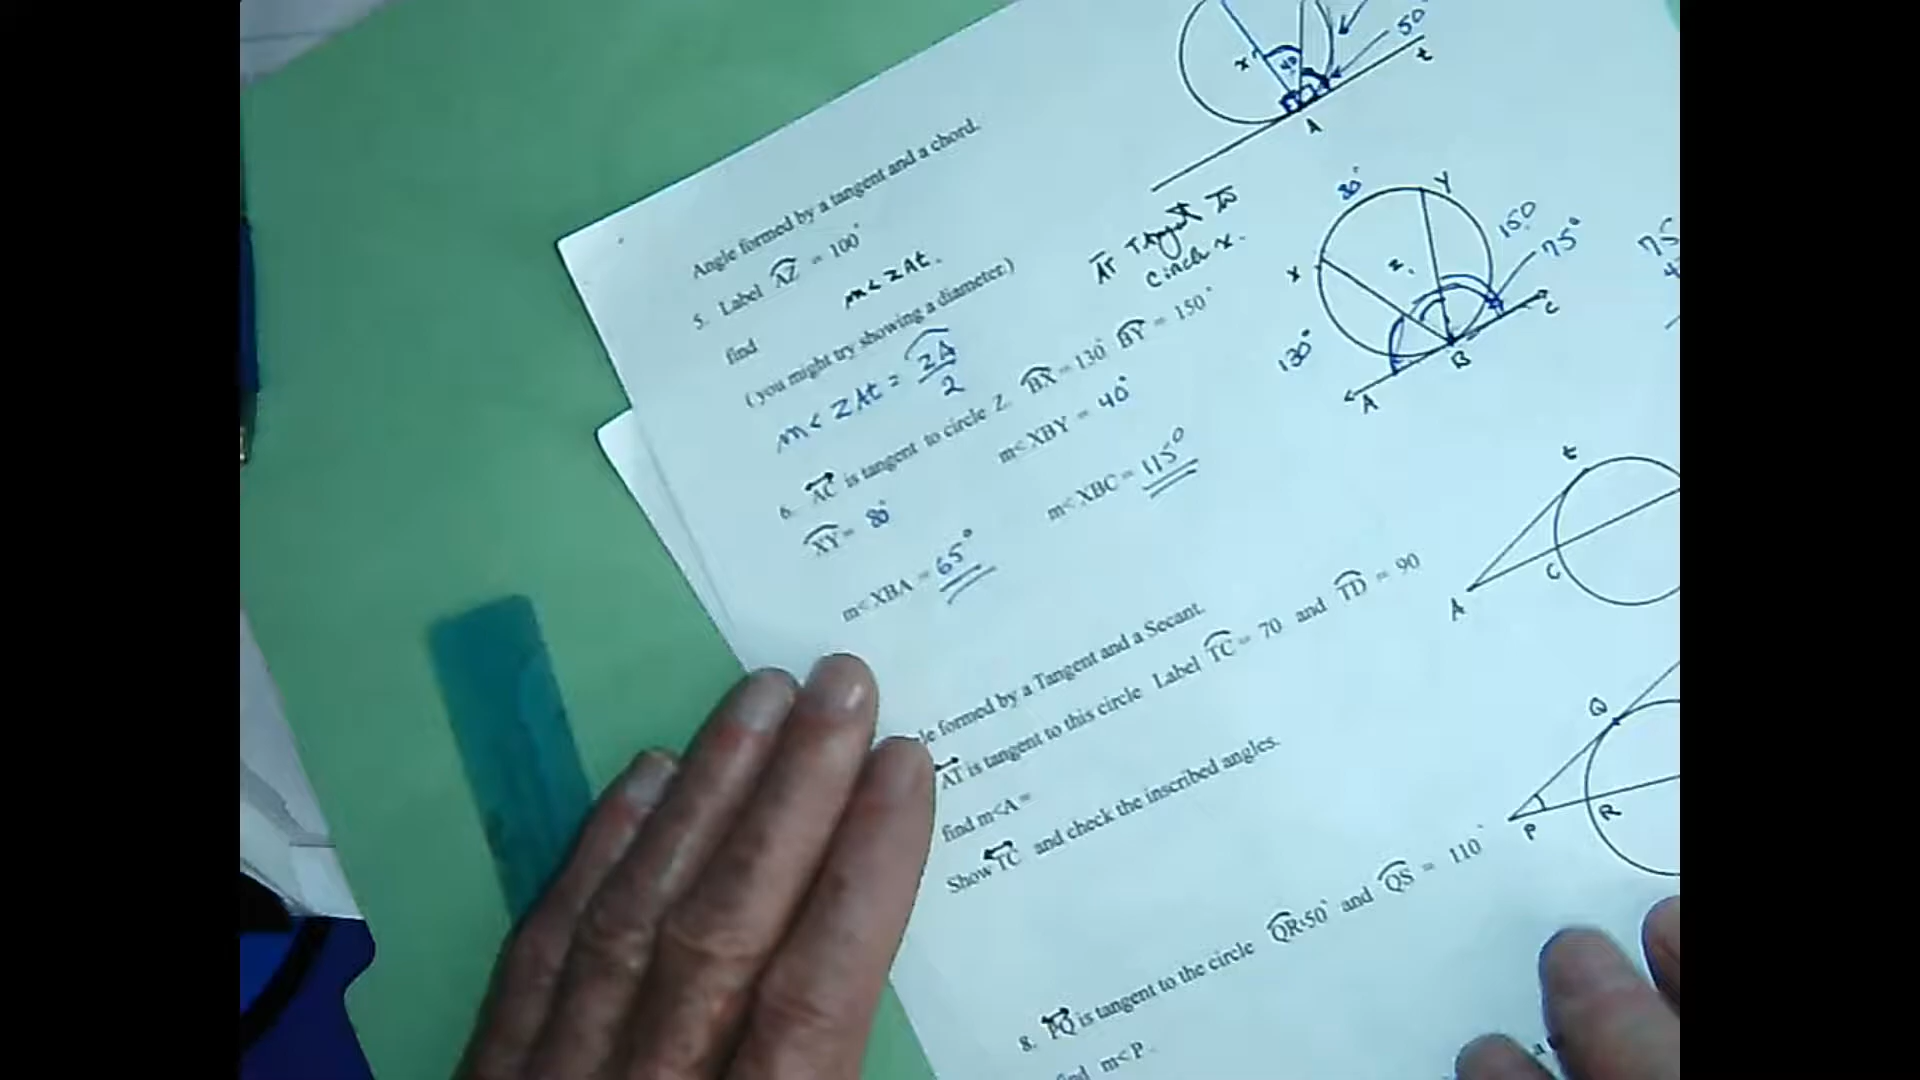 50°
t
x
40
A
Angle formed by a tangent and a chord.
5. Label AZ = 100°
find m<ZAt.
(you might try showing a diameter.)
m<ZAt = ZA
2
AT Tangent to
circle x.
80°
Y
150
75°
x
z.
C
130°
B
A
75
6. AC is tangent to circle Z. BX = 130° BY = 150°
XY = 80° m<XBY = 40°
m<XBA = 65° m<XBC = 115°
t
C
A
le formed by a Tangent and a Secant.
AT is tangent to this circle Label TC = 70 and TD = 90
find m<A =
Show TC and check the inscribed angles.
Q
P
R
8. PQ is tangent to the circle QR=50° and QS = 110°
find m<P.